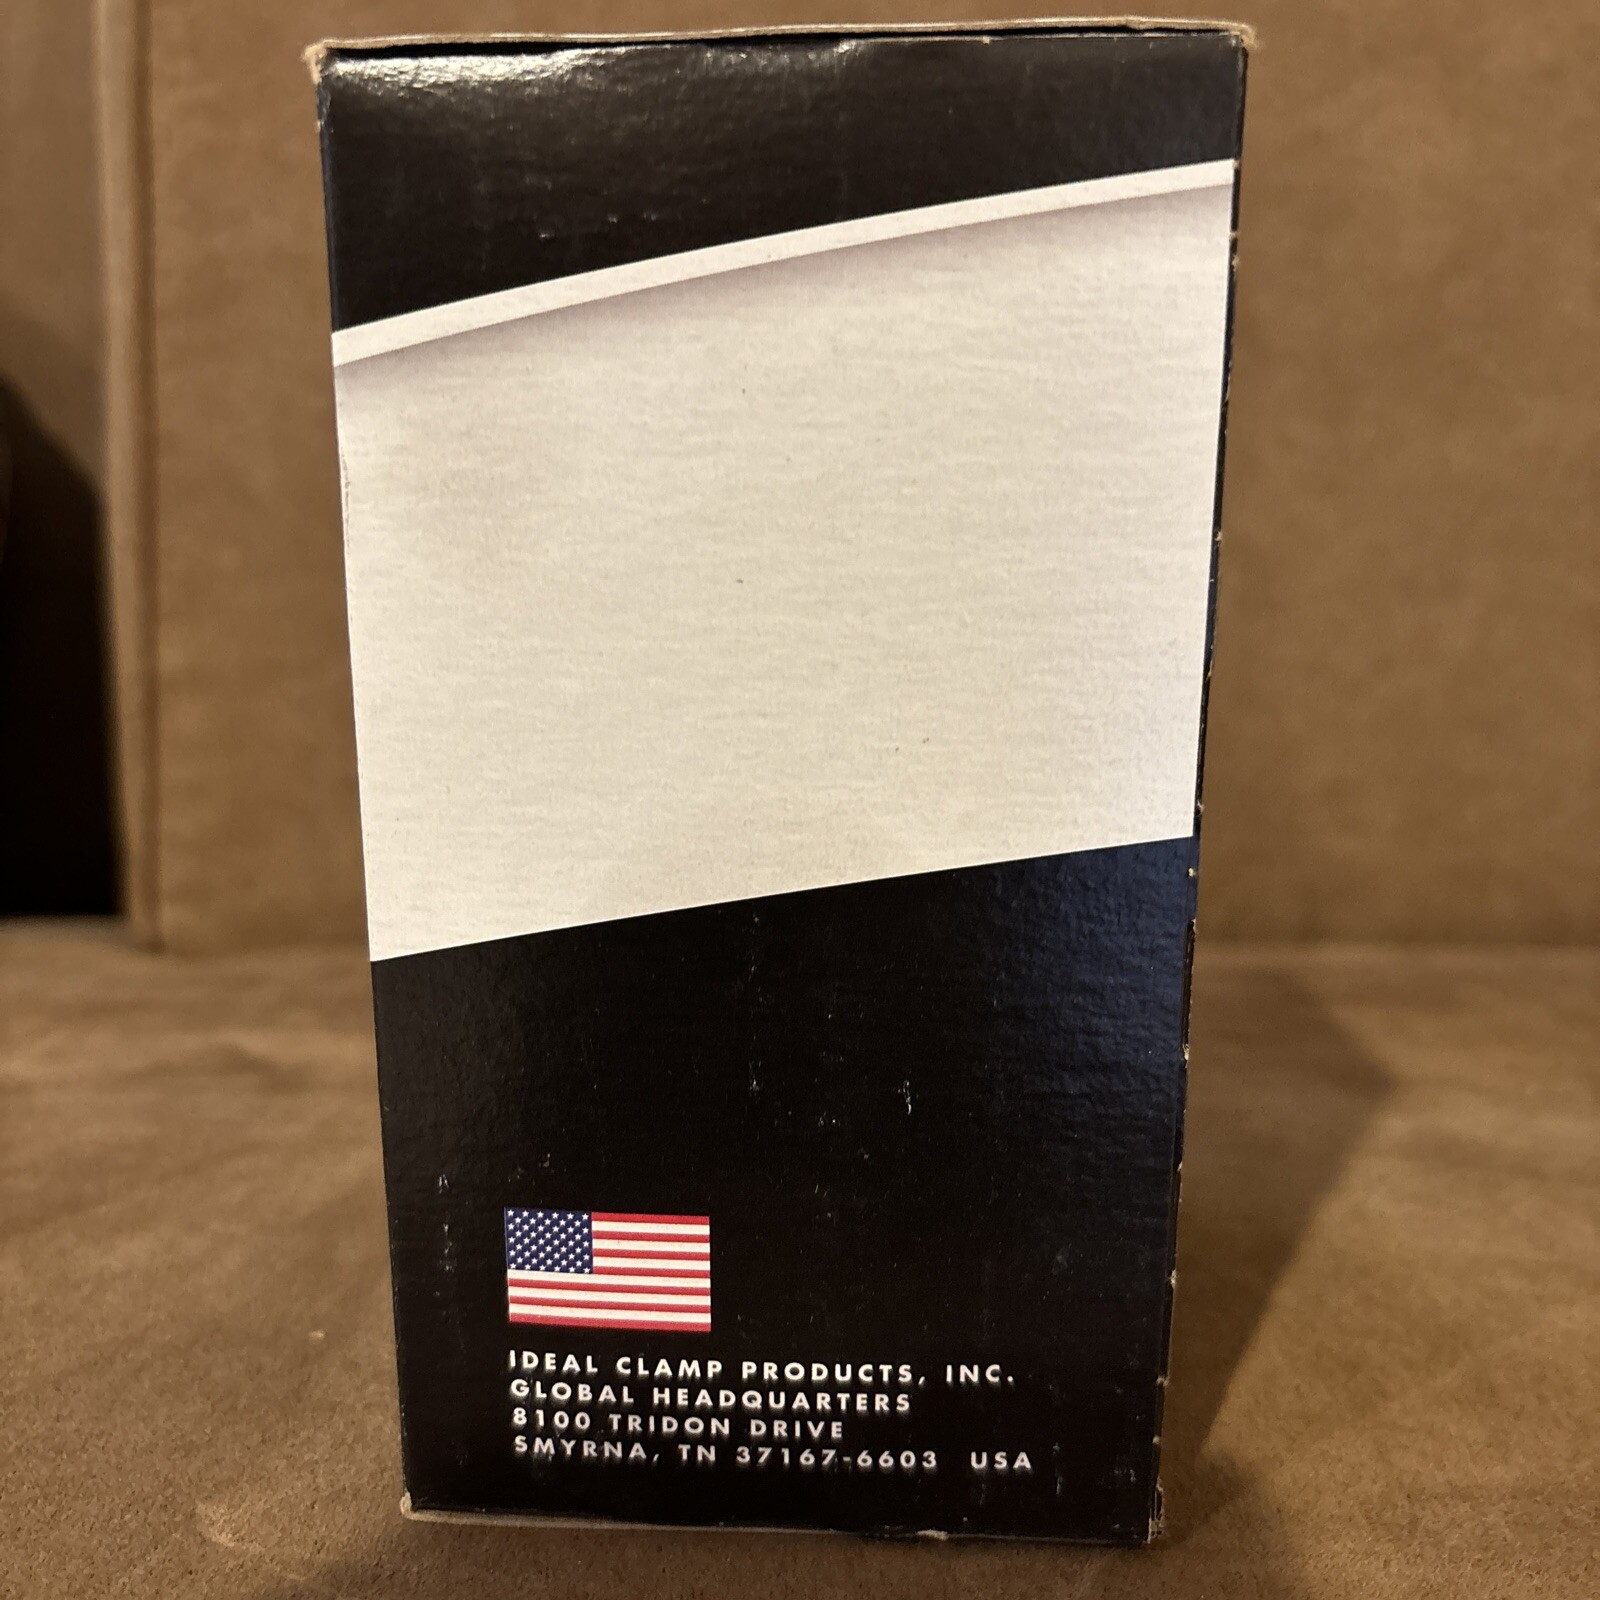 IDEAL CLAMP PRODUCTS, INC.
GLOBAL HEADQUARTERS
8100 TRIDON DRIVE
SMYRNA, TN 37167-6603 USA